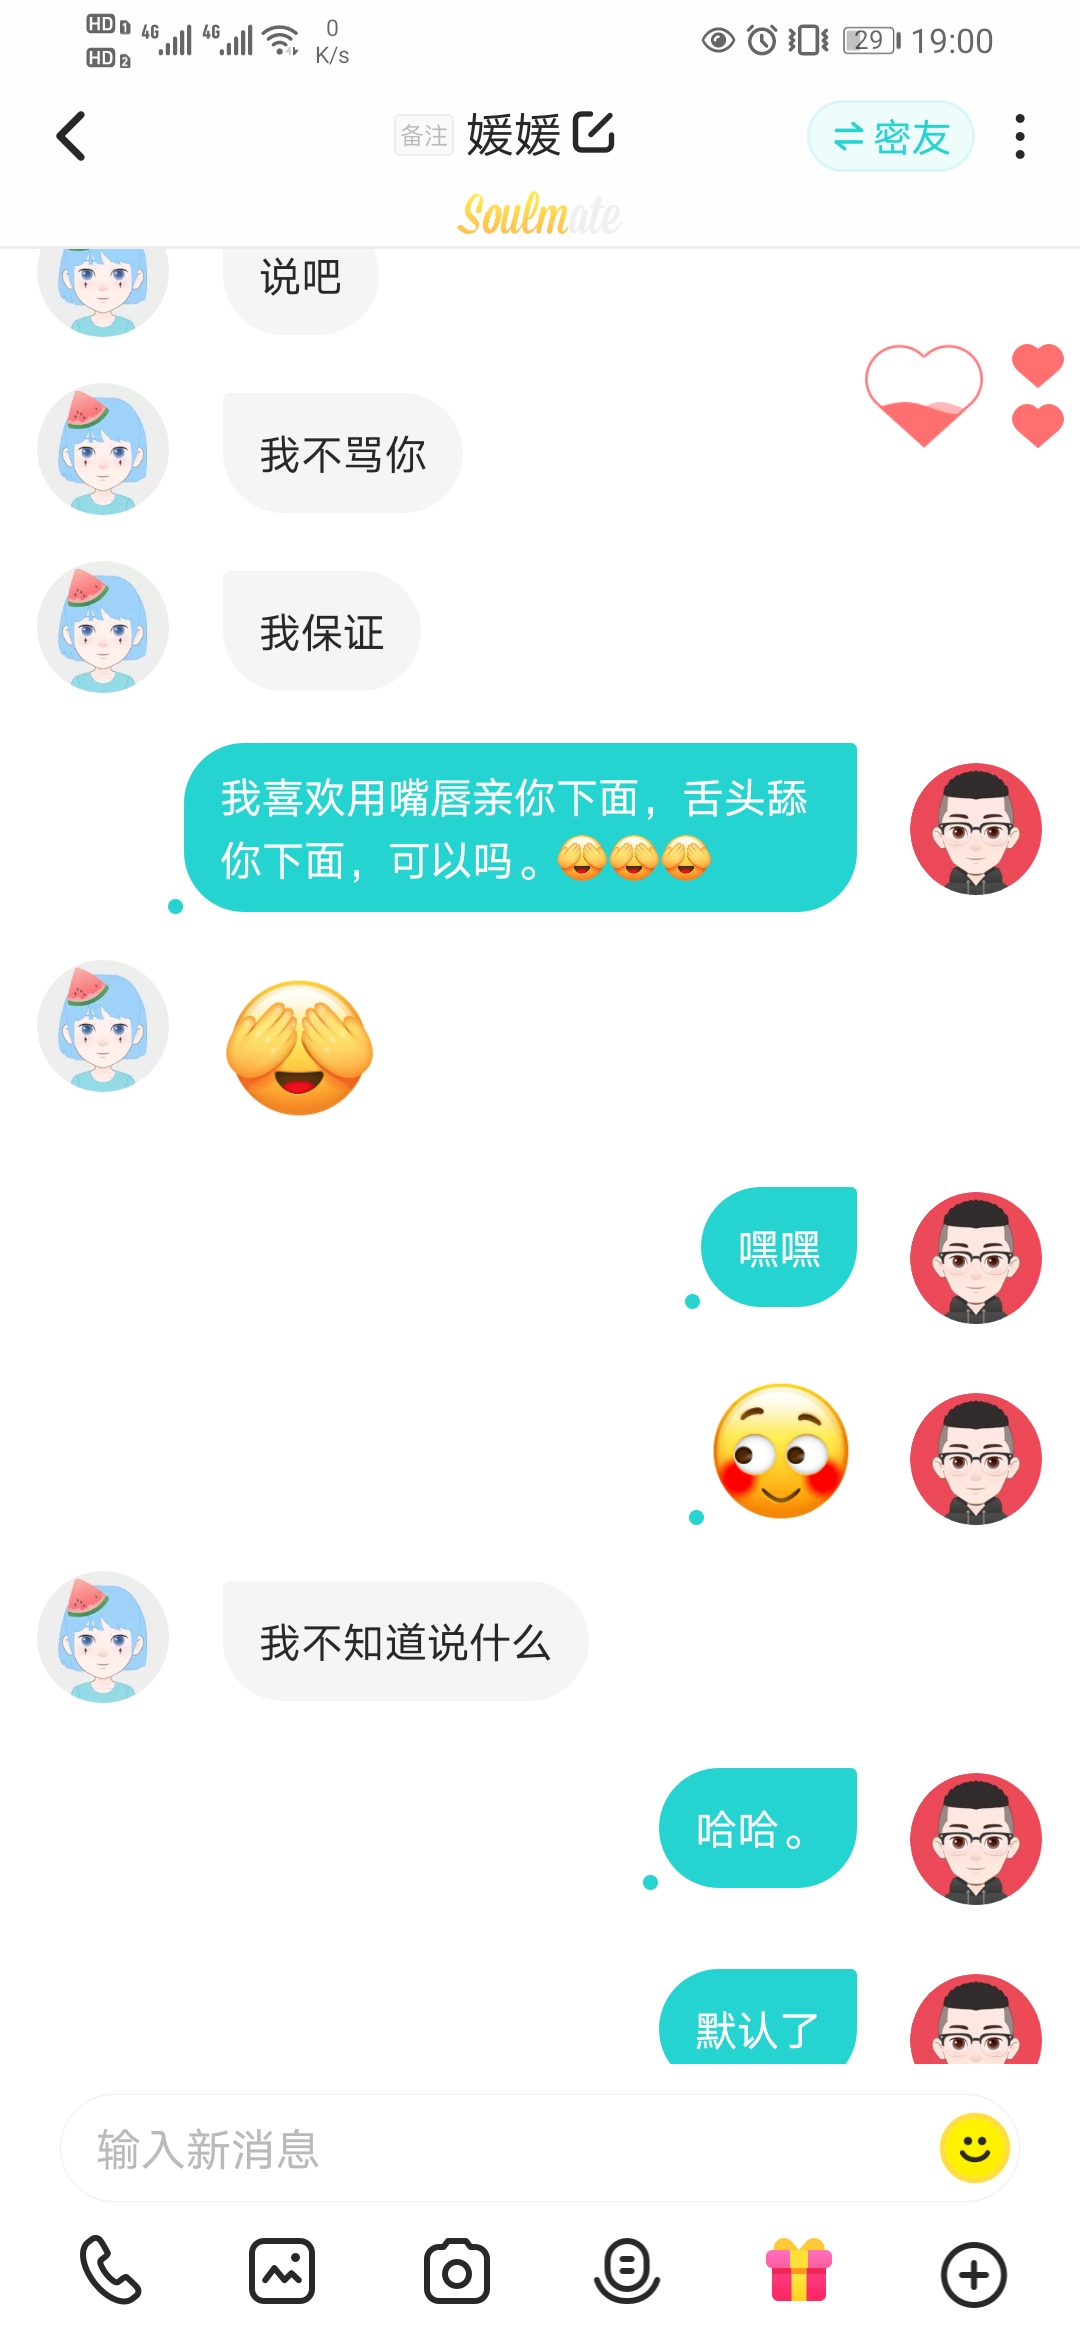 HD 1 4G 4G 0 29 19:00
HD 2 K/s
备注 媛媛 密友
Soulmate
说吧
我不骂你
我保证
我喜欢用嘴唇亲你下面，舌头舔
你下面，可以吗。🫣🫣🫣
嘿嘿
我不知道说什么
哈哈。
默认了
输入新消息